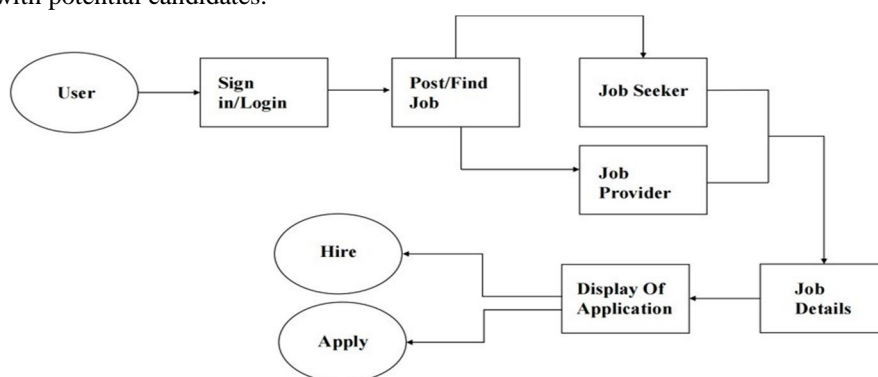 with potential candidates.
User
Sign
in/Login
Post/Find
Job
Job Seeker
Job
Provider
Hire
Display Of
Application
Job
Details
Apply